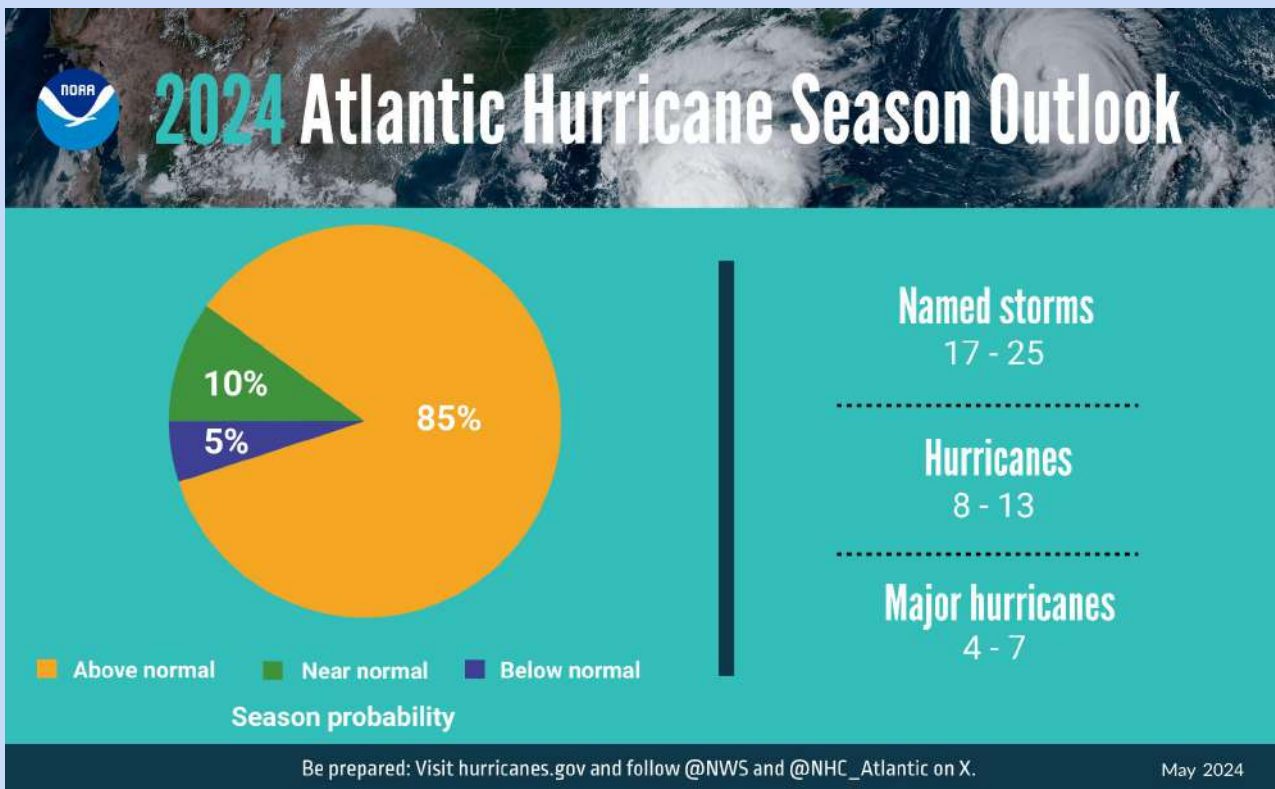 NOAA
2024 Atlantic Hurricane Season Outlook
10%
5%
85%
Above normal
Near normal
Below normal
Season probability
Named storms
17 - 25
Hurricanes
8 - 13
Major hurricanes
4 - 7
Be prepared: Visit hurricanes.gov and follow @NWS and @NHC_Atlantic on X.
May 2024